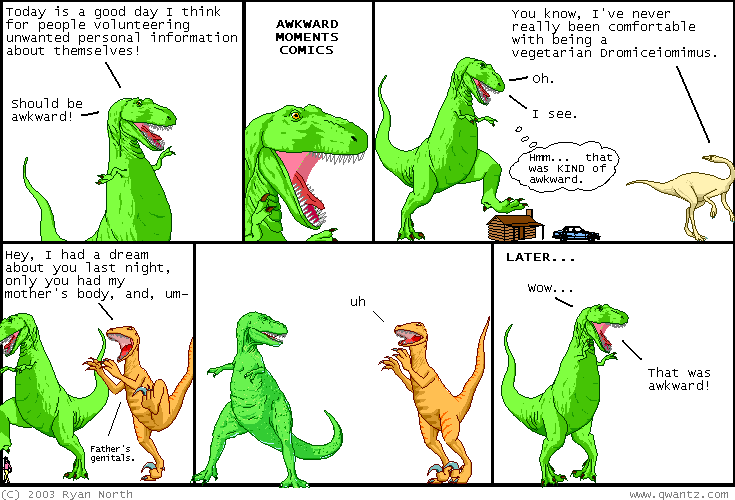 Today is a good day I think
for people volunteering
unwanted personal information
about themselves!
Should be
awkward!
AWKWARD
MOMENTS
COMICS
You know, I've never
really been comfortable
with being a
vegetarian Dromiceiomimus.
oh.
I see.
Hmm... that
was KIND of
awkward.
Hey, I had a dream
about you last night,
only you had my
mother's body, and, um-
Father's
genitals.
uh
LATER...
Wow...
That was
awkward!
(C) 2003 Ryan North
www.qwantz.com